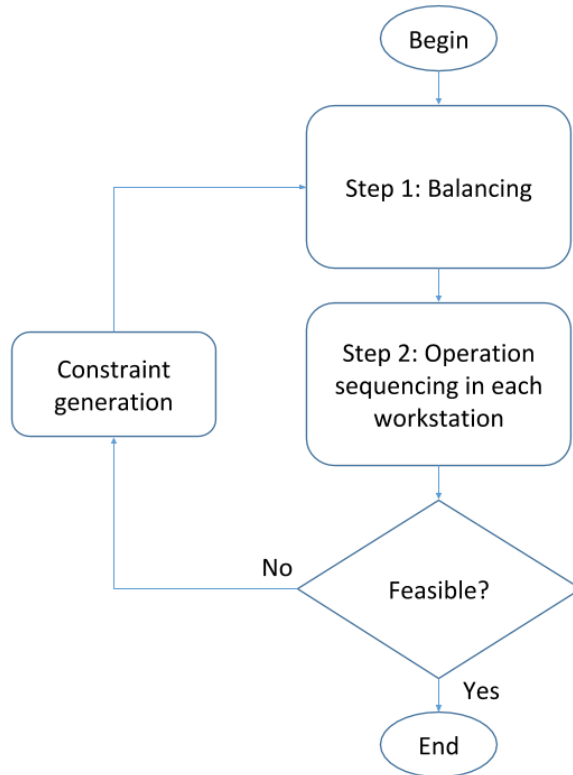 Begin
Step 1: Balancing
Step 2: Operation
sequencing in each
workstation
Constraint
generation
No
Feasible?
Yes
End